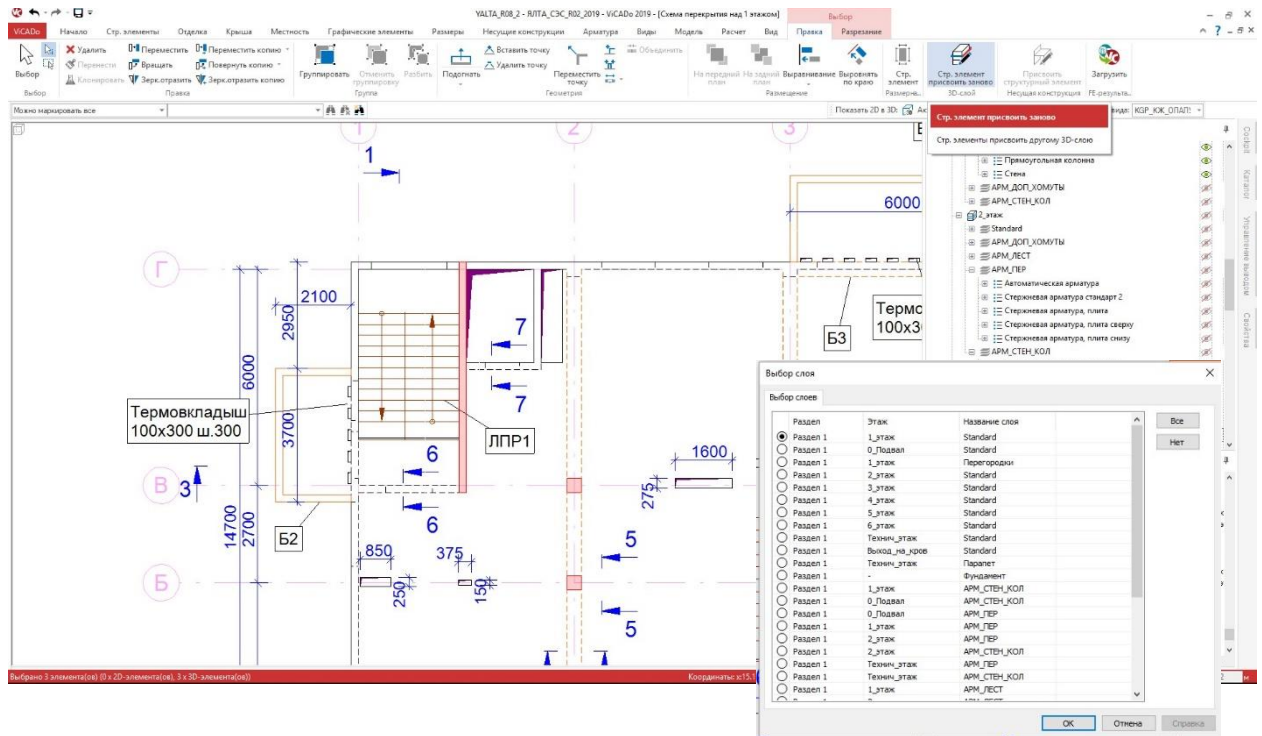 YALTA_R08_2 - ЯЛТА_СЭС_R02_2019 - ViCADo 2019 - [Схема перекрытия над 1 этажом]
Выбор
ViCADo Начало Стр. элементы Отделка Крыша Местность Графические элементы Размеры Несущие конструкции Арматура Виды Модель Расчет Вид Правка Разрезание
Выбор
Удалить
Перенести
Клонировать
Переместить
Вращать
Зерк.отразить
Переместить копию
Повернуть копию
Зерк.отразить копию
Группировать
Отменить группировку
Разбить
Подогнать
Вставить точку
Удалить точку
Переместить точку
Объединить
На передний план
На задний план
Выравнивание
Выровнять по краю
Стр. элемент
Стр. элемент присвоить заново
Присвоить структурный элемент
Загрузить
Выбор Правка Группа Геометрия Размещение Размерна.. 3D-слой Несущая конструкция FE-результа..
Можно маркировать все
Показать 2D в 3D:
виде: KGP_КЖ_ОПАЛ:
Стр. элемент присвоить заново
Стр. элементы присвоить другому 3D-слою
Прямоугольная колонна
Стена
АРМ_ДОП_ХОМУТЫ
АРМ_СТЕН_КОЛ
2_этаж
Standard
АРМ_ДОП_ХОМУТЫ
АРМ_ЛЕСТ
АРМ_ПЕР
Автоматическая арматура
Стержневая арматура стандарт 2
Стержневая арматура, плита
Стержневая арматура, плита сверху
Стержневая арматура, плита снизу
АРМ_СТЕН_КОЛ
Cockpit
Каталог
Управление выводом
Свойства
1 2 3
1
6000
Г
2100
2950
7
7
Термо
100x3
Б3
6000
Термовкладыш
100x300 ш.300
3700
ЛПР1
6
1600
275
В
3
6
14700
2700
Б2
850
375
5
Б
250
150
5
Выбор слоя
Выбор слоев
Раздел Этаж Название слоя
Раздел 1 1_этаж Standard
Раздел 1 0_Подвал Standard
Раздел 1 1_этаж Перегородки
Раздел 1 2_этаж Standard
Раздел 1 3_этаж Standard
Раздел 1 4_этаж Standard
Раздел 1 5_этаж Standard
Раздел 1 6_этаж Standard
Раздел 1 Технич_этаж Standard
Раздел 1 Выход_на_кров Standard
Раздел 1 Технич_этаж Парапет
Раздел 1 - Фундамент
Раздел 1 1_этаж АРМ_СТЕН_КОЛ
Раздел 1 0_Подвал АРМ_СТЕН_КОЛ
Раздел 1 0_Подвал АРМ_ПЕР
Раздел 1 1_этаж АРМ_ПЕР
Раздел 1 2_этаж АРМ_ПЕР
Раздел 1 2_этаж АРМ_СТЕН_КОЛ
Раздел 1 Технич_этаж АРМ_ПЕР
Раздел 1 Технич_этаж АРМ_СТЕН_КОЛ
Раздел 1 1_этаж АРМ_ЛЕСТ
Все
Нет
OK Отмена Справка
Выбрано 3 элемента(ов) (0 x 2D-элемента(ов), 3 x 3D-элемента(ов))
Координаты: x:15.1